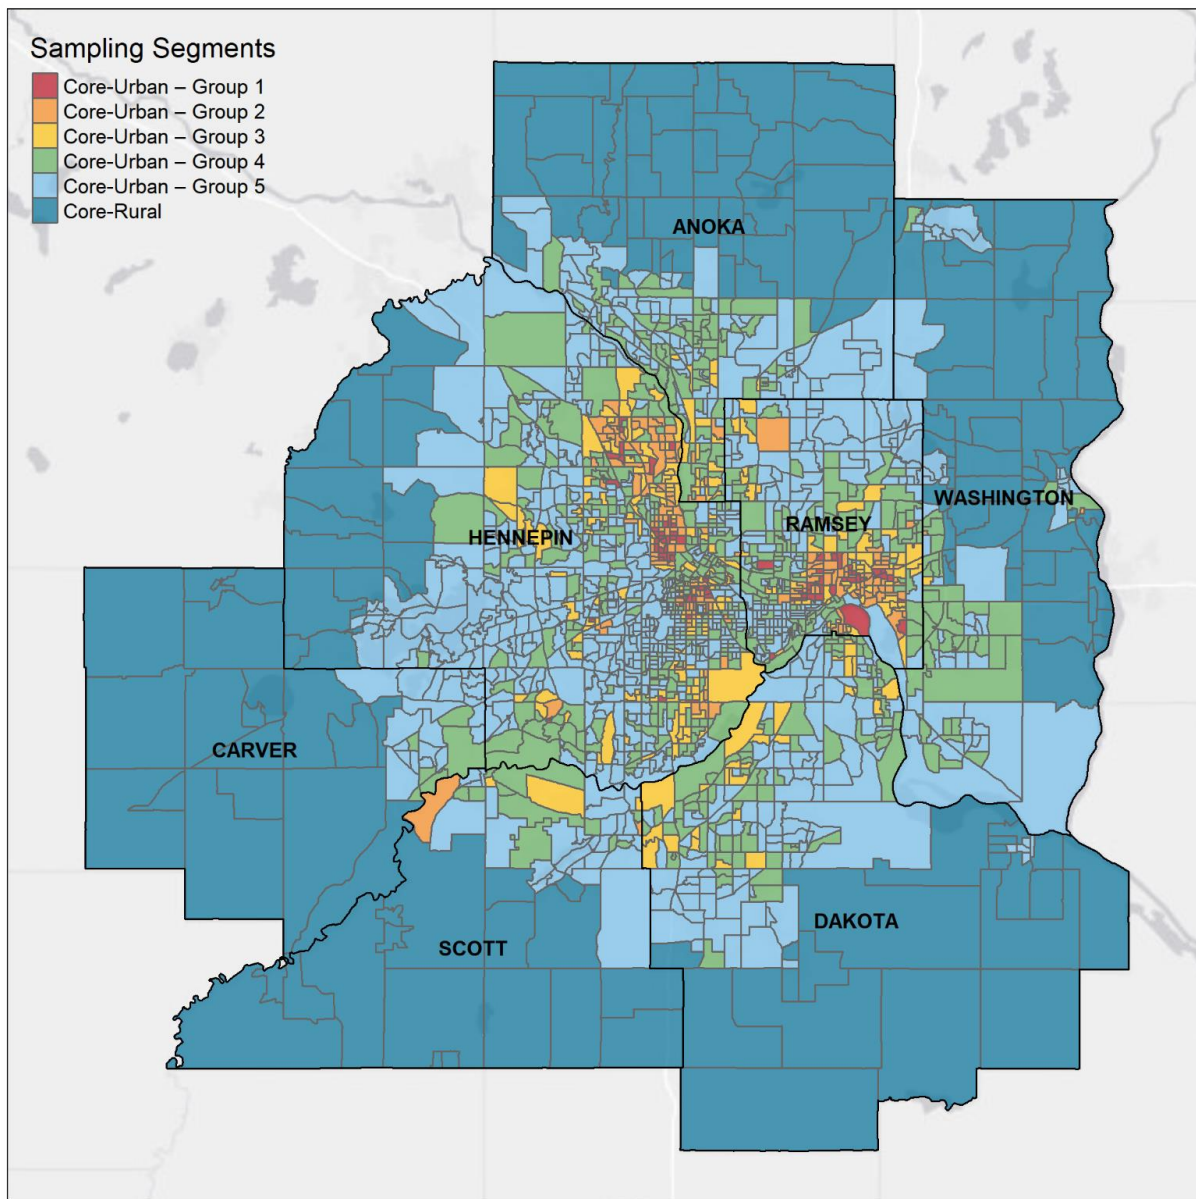 Sampling Segments
Core-Urban – Group 1
Core-Urban – Group 2
Core-Urban – Group 3
Core-Urban – Group 4
Core-Urban – Group 5
Core-Rural
ANOKA
WASHINGTON
RAMSEY
HENNEPIN
CARVER
DAKOTA
SCOTT